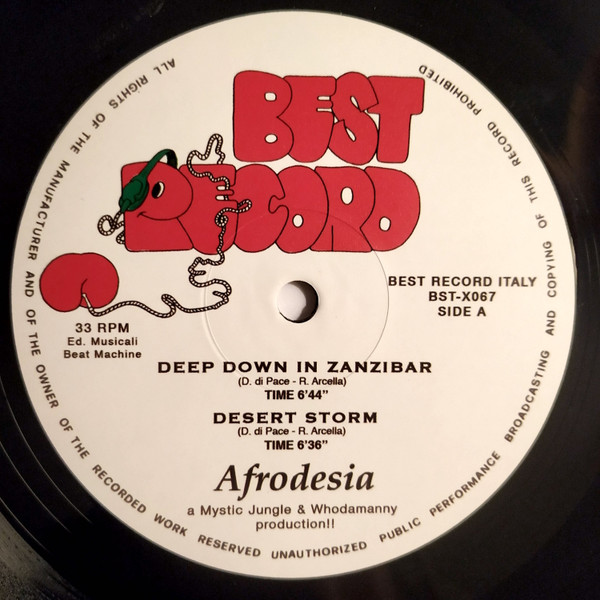 BEST
RECORD
BEST RECORD ITALY
BST-X067
SIDE A
33 RPM
Ed. Musicali
Beat Machine
DEEP DOWN IN ZANZIBAR
(D. di Pace - R. Arcella)
TIME 6'44"
DESERT STORM
(D. di Pace - R. Arcella)
TIME 6'36"
Afrodesia
a Mystic Jungle & Whodamanny
production!!
ALL RIGHTS OF THE MANUFACTURER AND OF THE OWNER OF THE RECORDED WORK RESERVED UNAUTHORIZED PUBLIC PERFORMANCE BROADCASTING AND COPYING OF THIS RECORD PROHIBITED